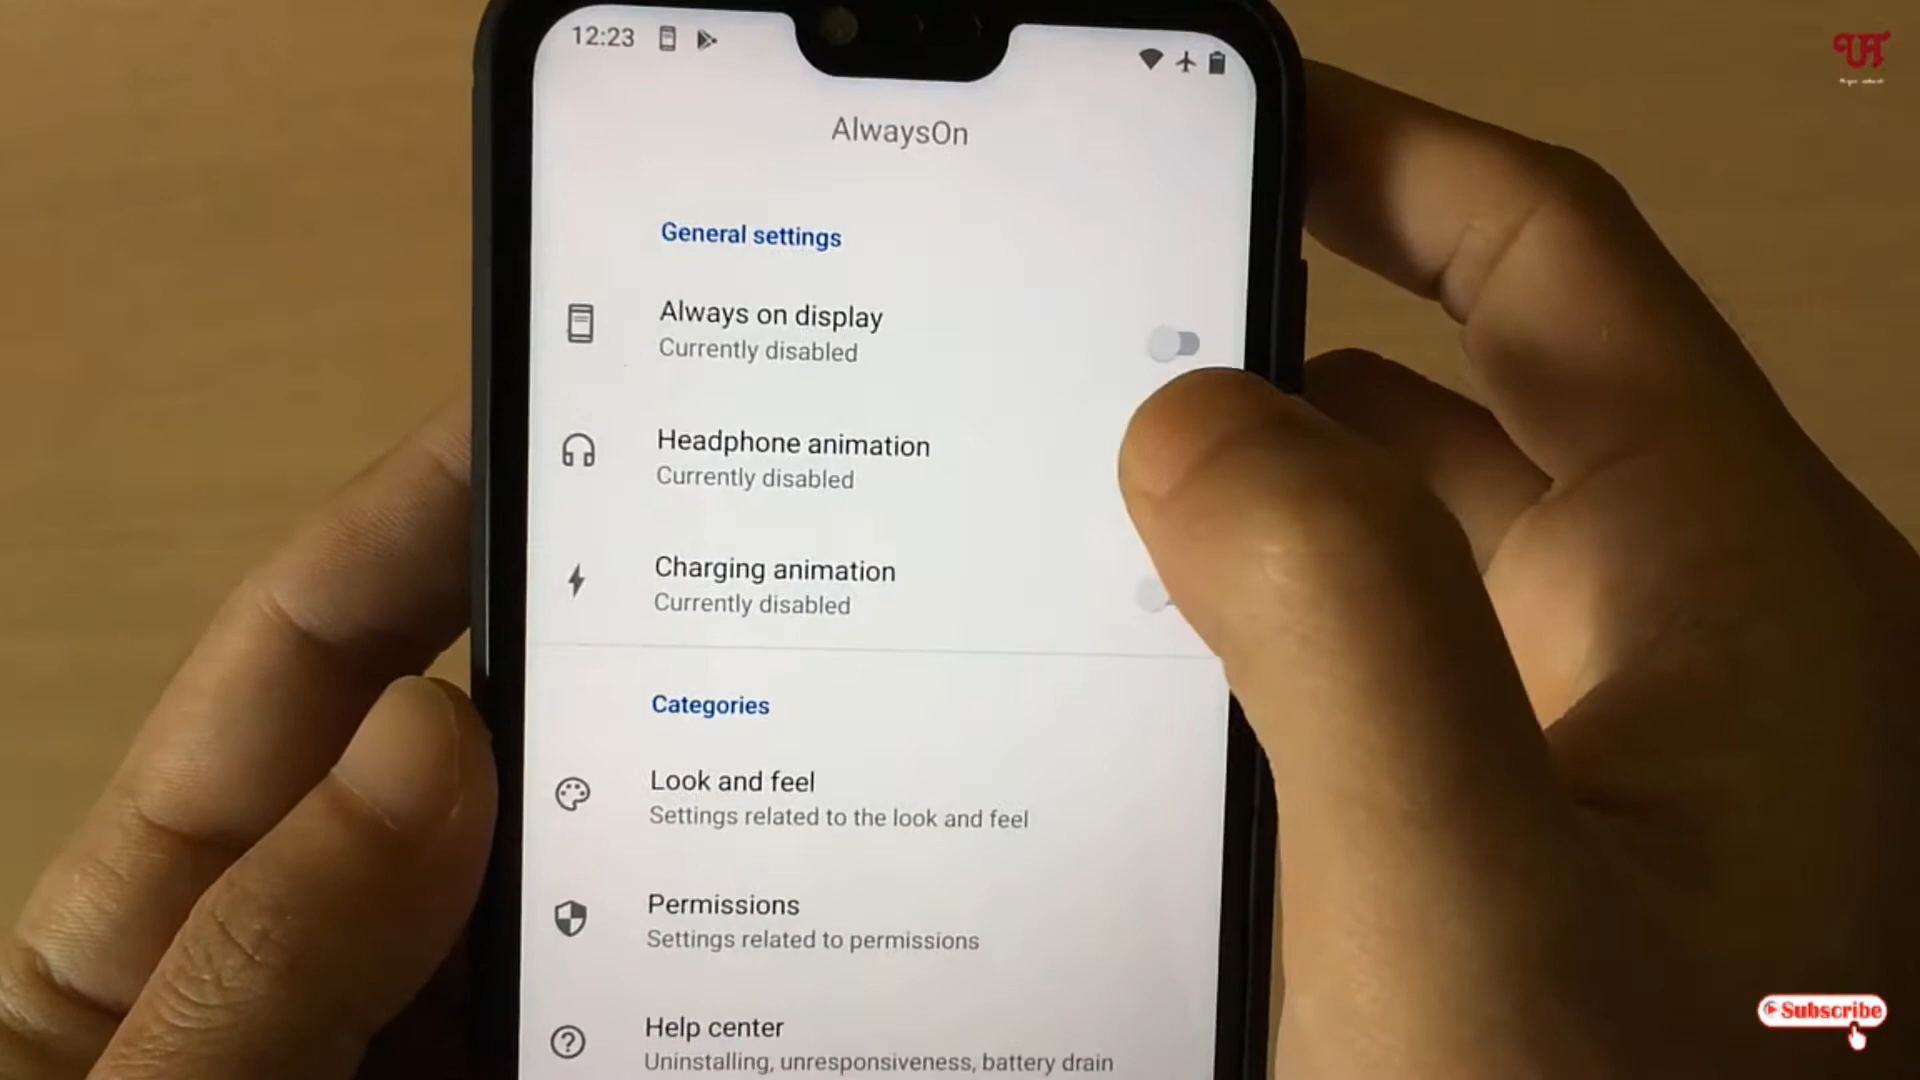 12:23
AlwaysOn
General settings
Always on display
Currently disabled
Headphone animation
Currently disabled
Charging animation
Currently disabled
Categories
Look and feel
Settings related to the look and feel
Permissions
Settings related to permissions
Help center
Uninstalling, unresponsiveness, battery drain
Subscribe